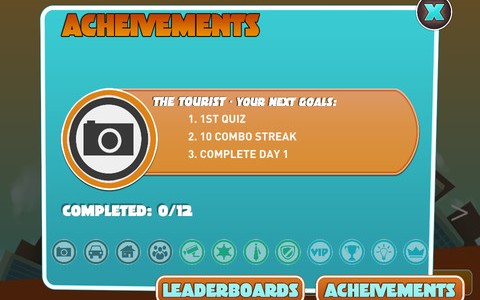 ACHEIVEMENTS
X
THE TOURIST - YOUR NEXT GOALS:
1. 1ST QUIZ
2. 10 COMBO STREAK
3. COMPLETE DAY 1
COMPLETED: 0/12
VIP
LEADERBOARDS
ACHEIVEMENTS